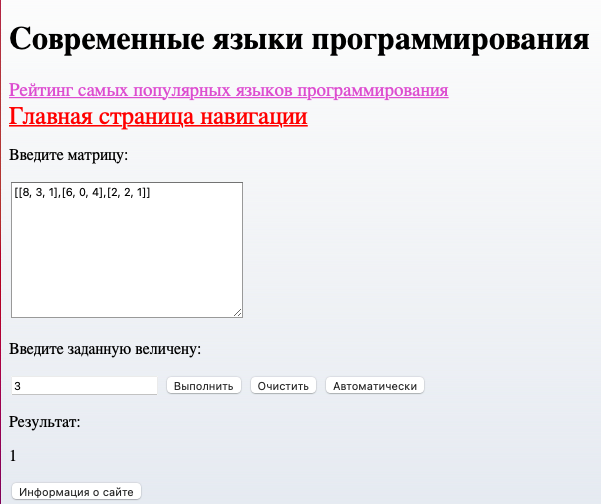 Современные языки программирования
Рейтинг самых популярных языков программирования
Главная страница навигации
Введите матрицу:
[[8, 3, 1],[6, 0, 4],[2, 2, 1]]
Введите заданную величену:
3 Выполнить Очистить Автоматически
Результат:
1
Информация о сайте